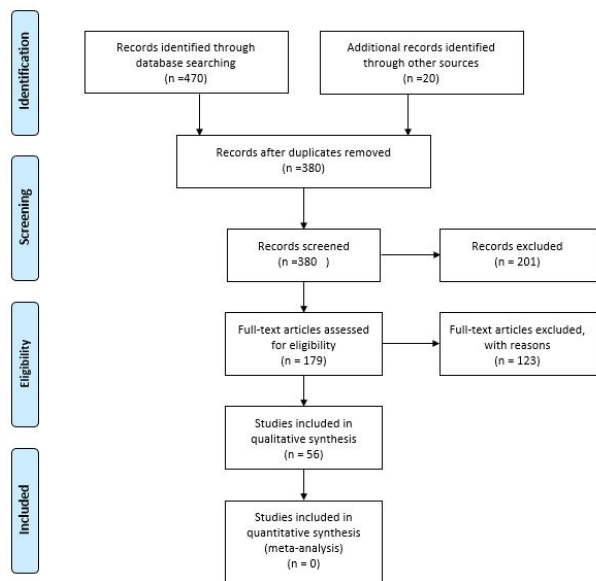 Identification
Records identified through
database searching
(n =470)
Additional records identified
through other sources
(n =20)
Records after duplicates removed
(n =380)
Screening
Records screened
(n =380   )
Records excluded
(n = 201)
Eligibility
Full-text articles assessed
for eligibility
(n = 179)
Full-text articles excluded,
with reasons
(n = 123)
Studies included in
qualitative synthesis
(n = 56)
Included
Studies included in
quantitative synthesis
(meta-analysis)
(n = 0)